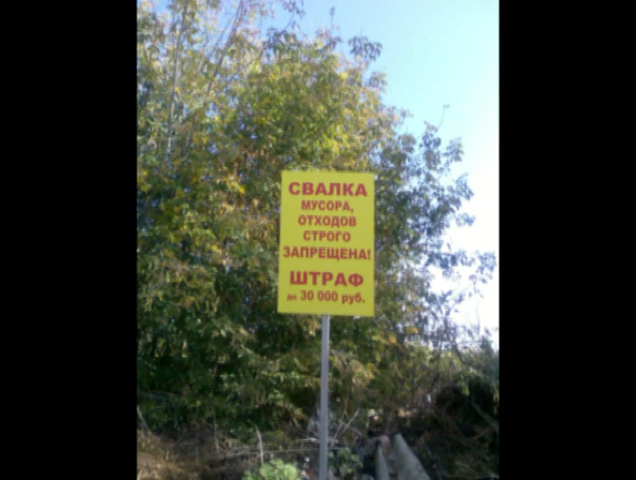 СВАЛКА
МУСОРА,
ОТХОДОВ
СТРОГО
ЗАПРЕЩЕНА!
ШТРАФ
до 30 000 руб.